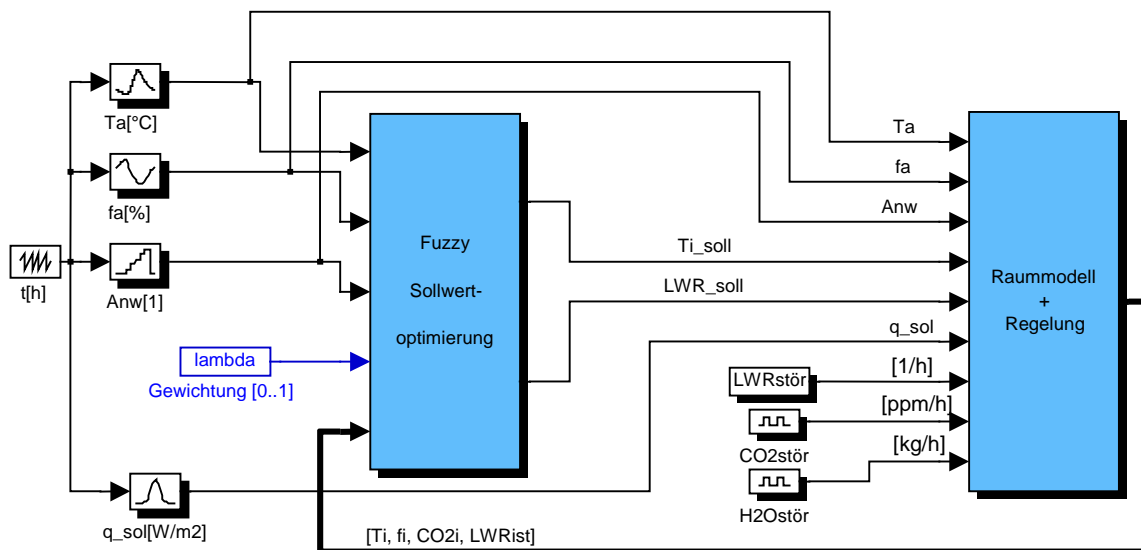 Ta[°C]
fa[%]
t[h]
Anw[1]
lambda
Gewichtung [0..1]
q_sol[W/m2]
Fuzzy
Sollwert-
optimierung
Ti_soll
LWR_soll
[Ti, fi, CO2i, LWRist]
Ta
fa
Anw
q_sol
[1/h]
[ppm/h]
[kg/h]
LWRstör
CO2stör
H2Ostör
Raummodell
+
Regelung